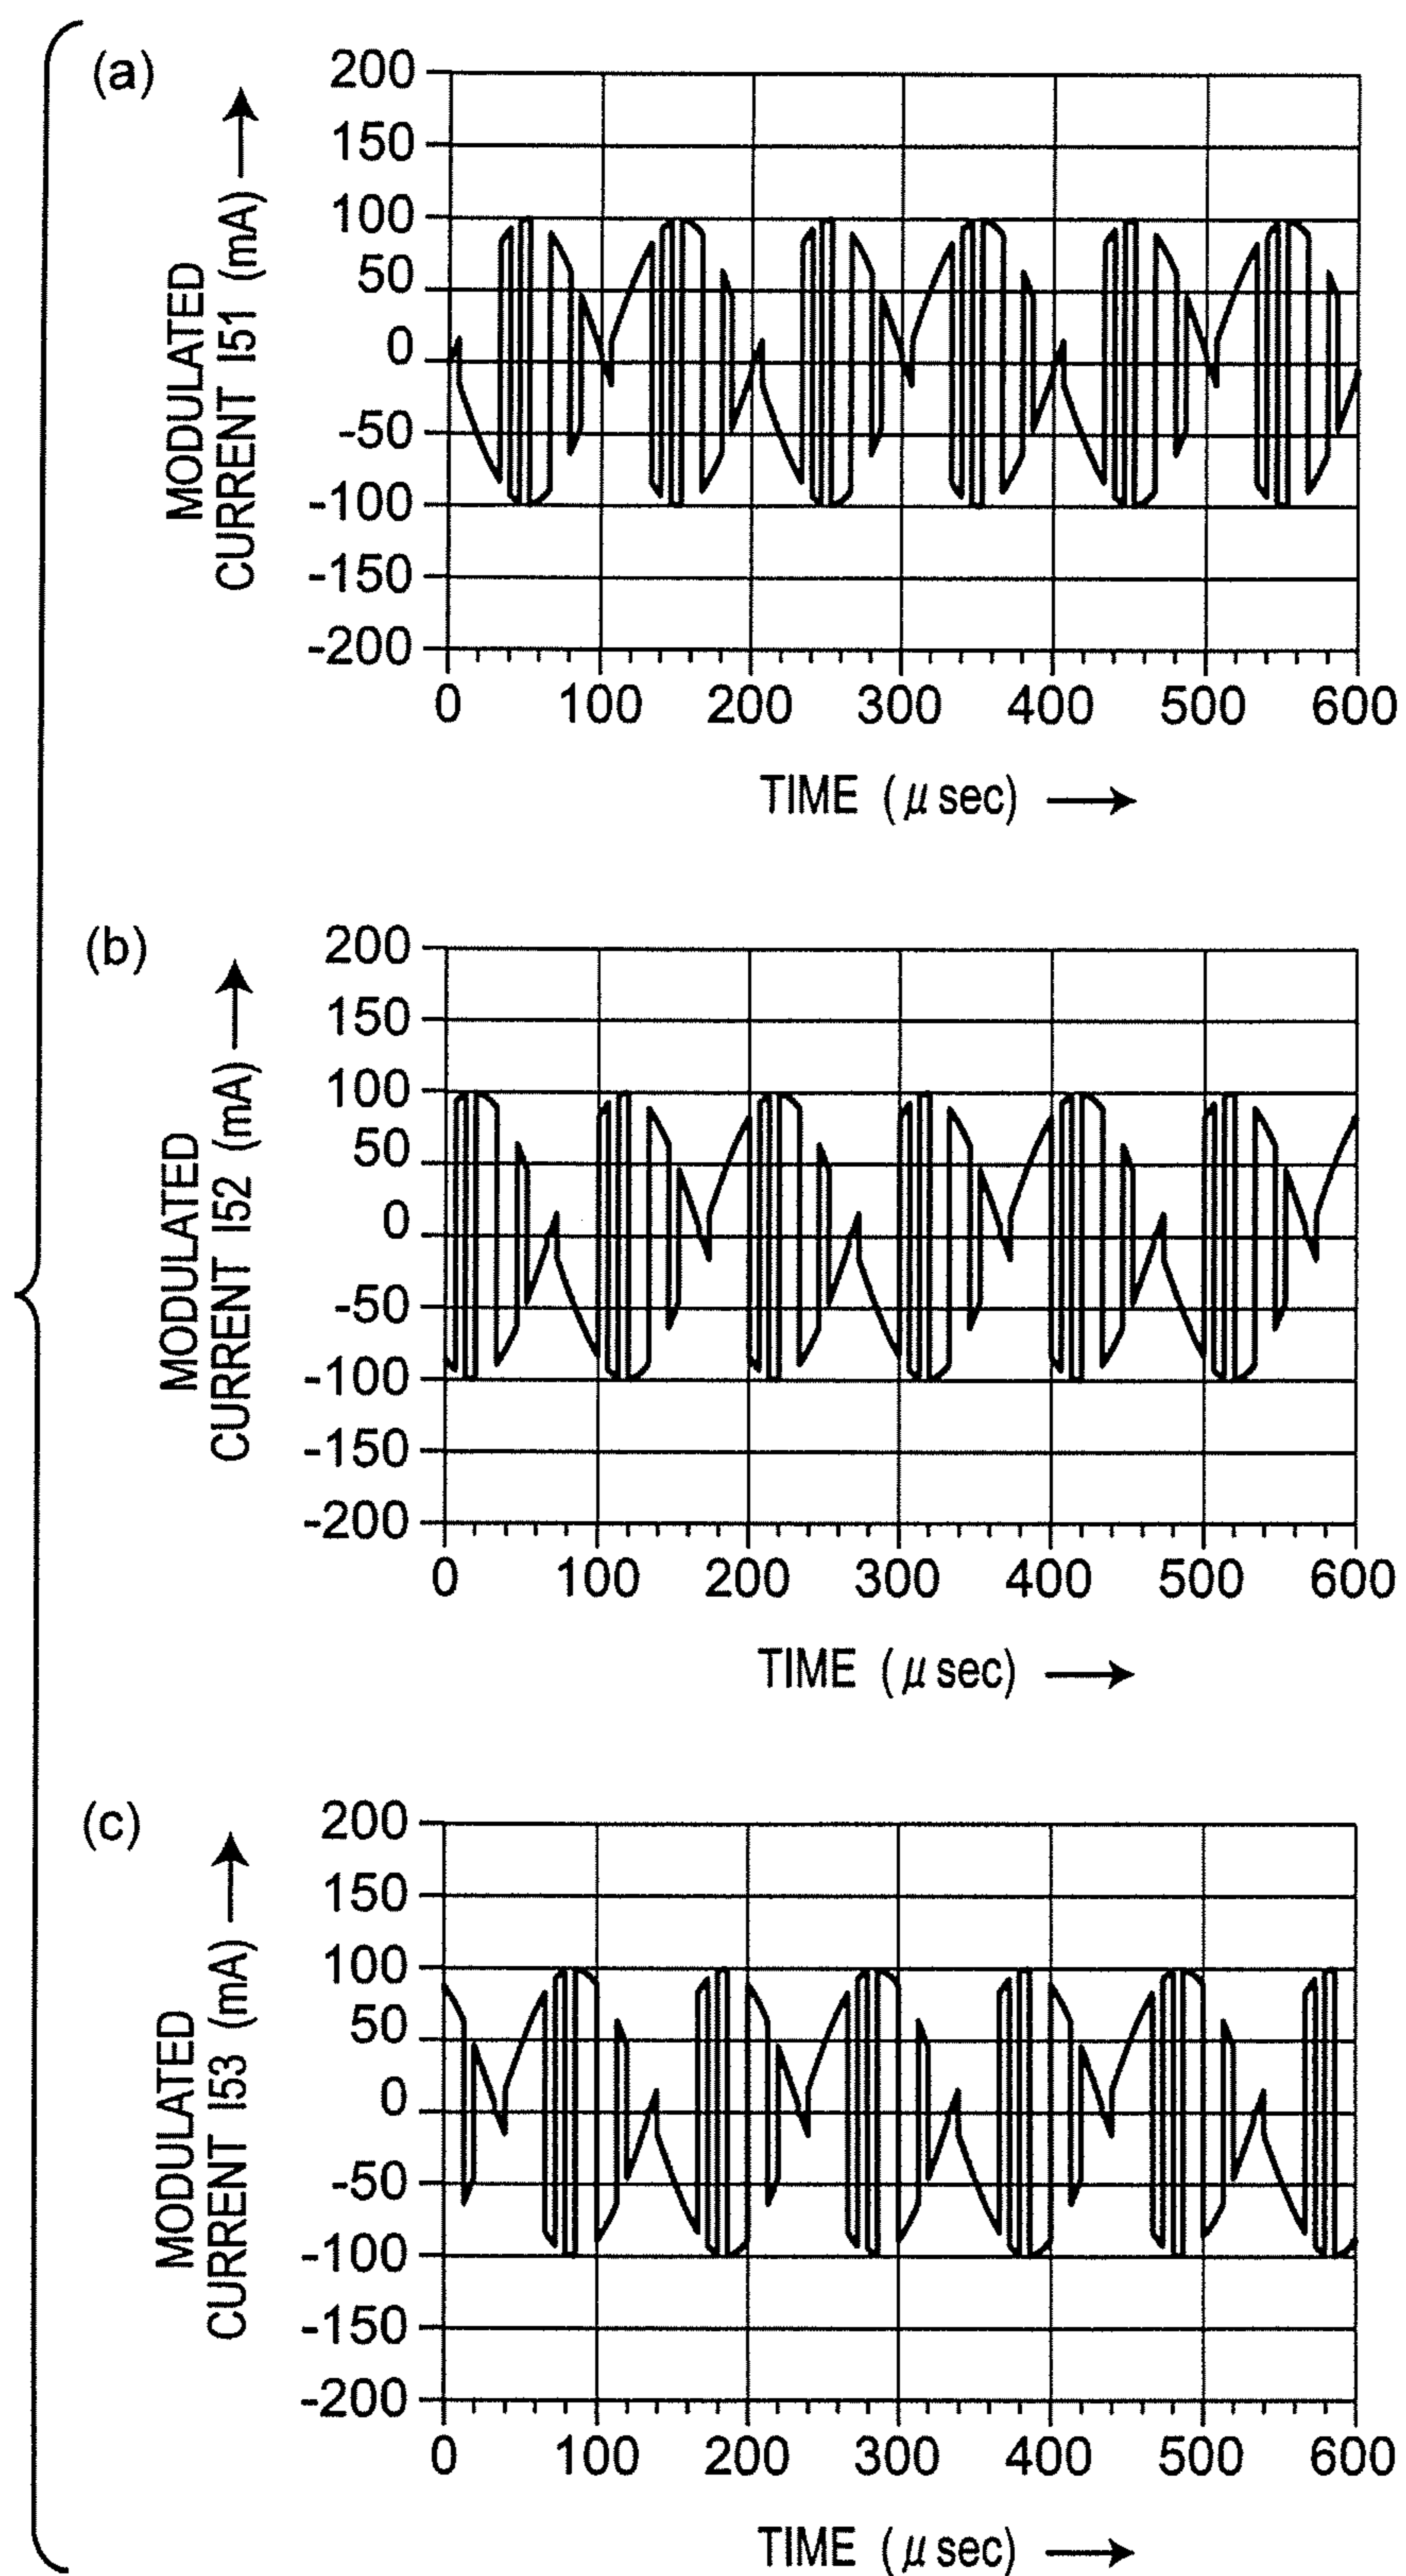 (a)
MODULATED
CURRENT I51 (mA)
200
150
100
50
0
-50
-100
-150
-200
0 100 200 300 400 500 600
TIME (μsec)
(b)
MODULATED
CURRENT I52 (mA)
200
150
100
50
0
-50
-100
-150
-200
0 100 200 300 400 500 600
TIME (μsec)
(c)
MODULATED
CURRENT I53 (mA)
200
150
100
50
0
-50
-100
-150
-200
0 100 200 300 400 500 600
TIME (μsec)